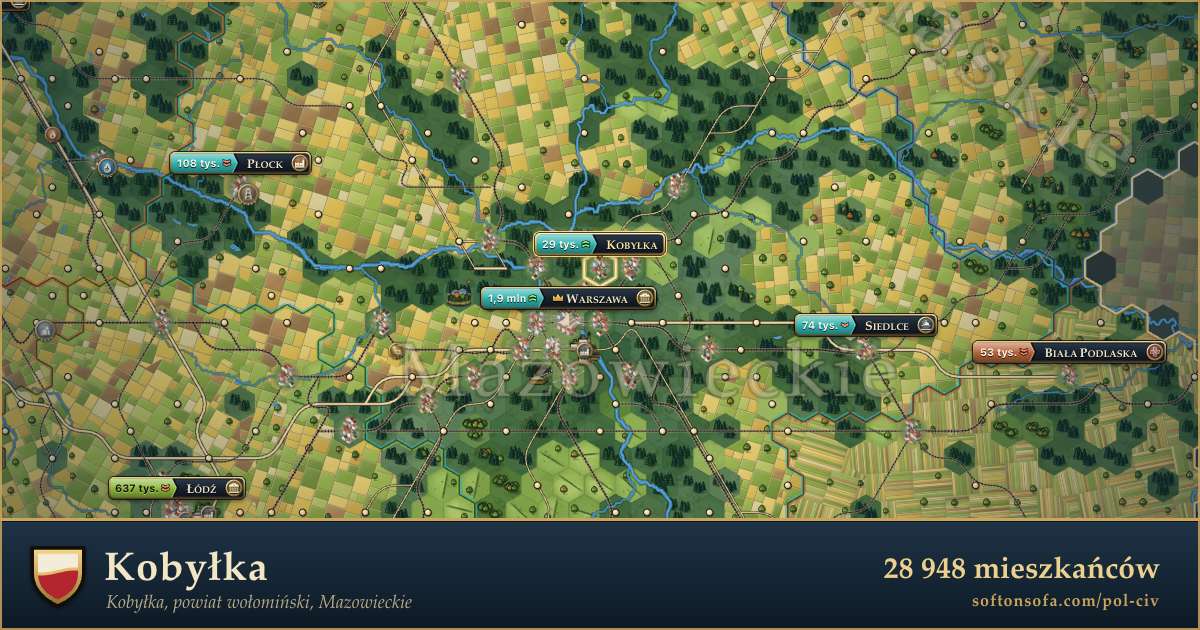 skie
108 tys. PŁOCK
29 tys. KOBYŁKA
1,9 mln WARSZAWA
74 tys. SIEDLCE
53 tys. BIAŁA PODLASKA
Mazowieckie
637 tys. ŁÓDŹ
Kobyłka
Kobyłka, powiat wołomiński, Mazowieckie
28 948 mieszkańców
softonsofa.com/pol-civ